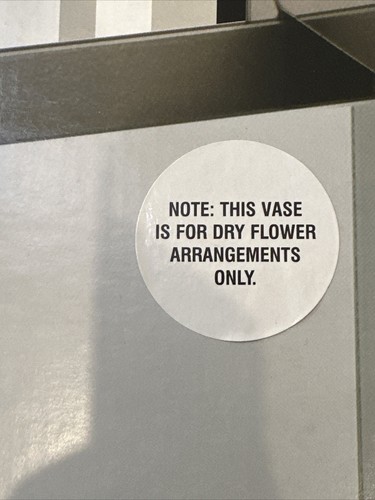 NOTE: THIS VASE
IS FOR DRY FLOWER
ARRANGEMENTS
ONLY.